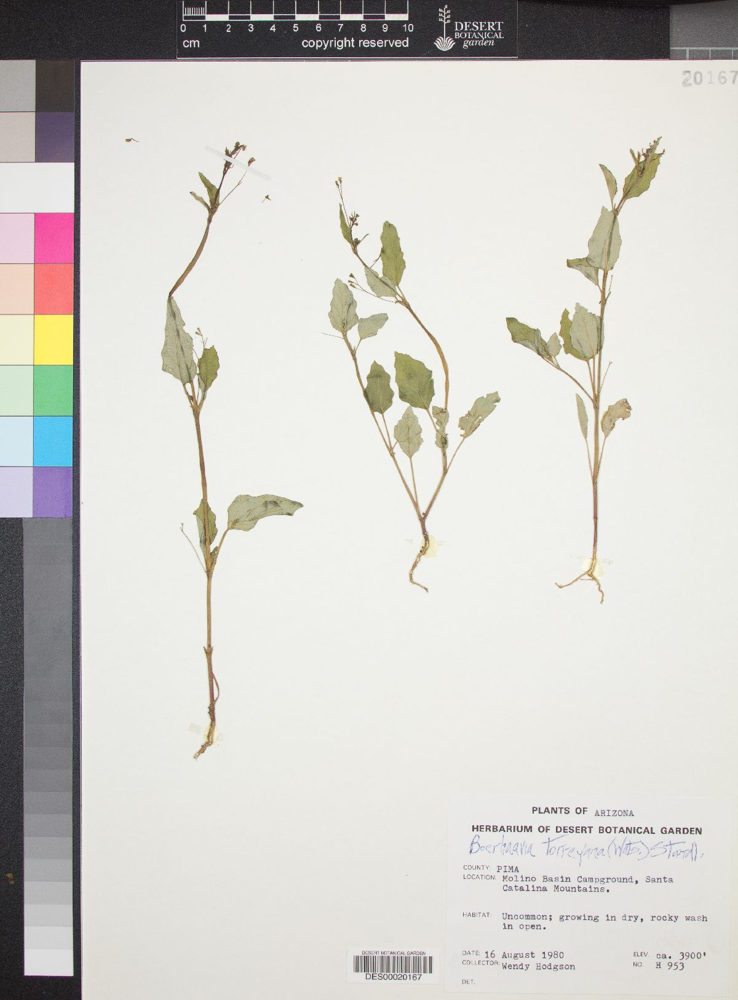 0 1 2 3 4 5 6 7 8 9 10
cm copyright reserved
DESERT
BOTANICAL
garden
20167
PLANTS OF ARIZONA
HERBARIUM OF DESERT BOTANICAL GARDEN
Boerhaavia torreyana (Wats.) Standl.
COUNTY: PIMA
LOCATION: Molino Basin Campground, Santa
Catalina Mountains.
HABITAT: Uncommon; growing in dry, rocky wash
in open.
DATE: 16 August 1980 ELEV. ca. 3900'
COLLECTOR: Wendy Hodgson NO. H 953
DET.
DESERT BOTANICAL GARDEN
DES00020167